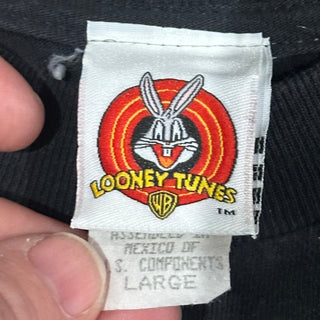 LOONEY TUNES
WB
TM
ASSEMBLED IN
MEXICO OF
U.S. COMPONENTS
LARGE